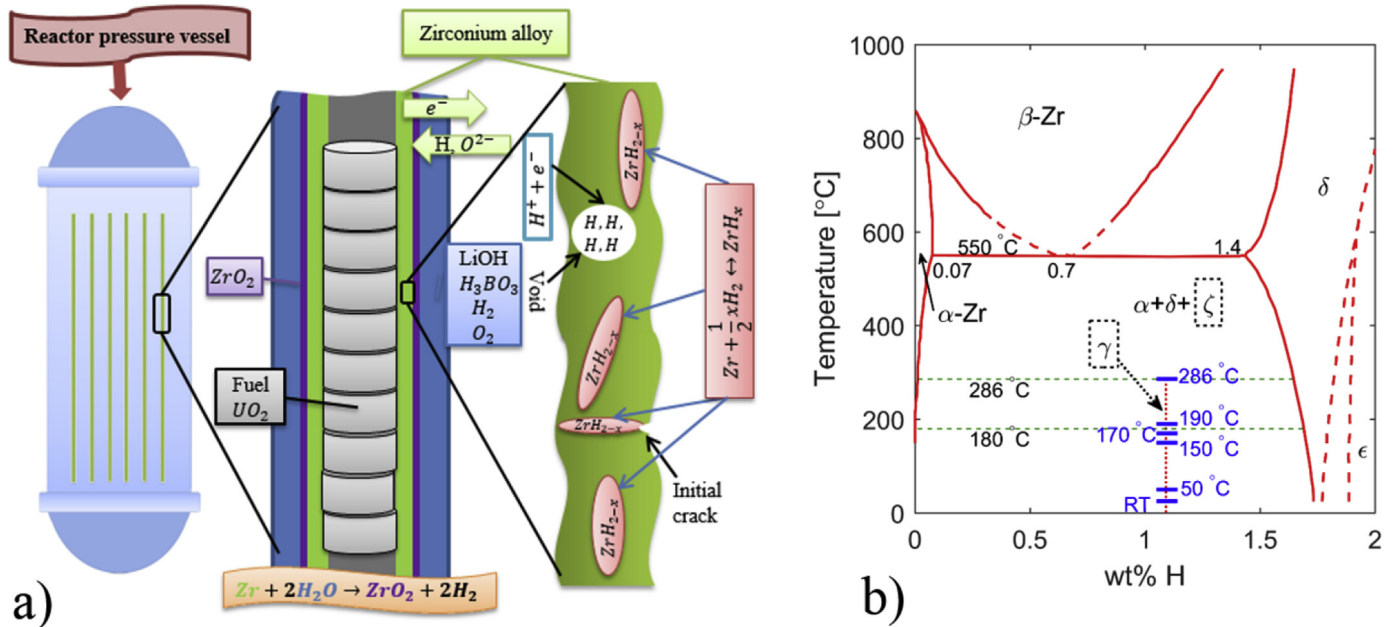 Reactor pressure vessel
Zirconium alloy
e⁻
H, O²⁻
ZrH₂₋ₓ
H⁺ + e⁻
H, H,
H, H
Void
ZrO₂
LiOH
H₃BO₃
H₂
O₂
Zr + 1/2 xH₂ ↔ ZrHₓ
ZrH₂₋ₓ
Fuel
UO₂
ZrH₂₋ₓ
Initial
crack
ZrH₂₋ₓ
Zr + 2H₂O → ZrO₂ + 2H₂
a)
1000
800
600
400
200
0
Temperature [°C]
β-Zr
δ
550 °C
1.4
0.07
0.7
α-Zr
α+δ+ ζ
γ
286 °C
286 °C
190 °C
180 °C
170 °C
150 °C
50 °C
RT
ϵ
0
0.5
1
1.5
2
wt% H
b)